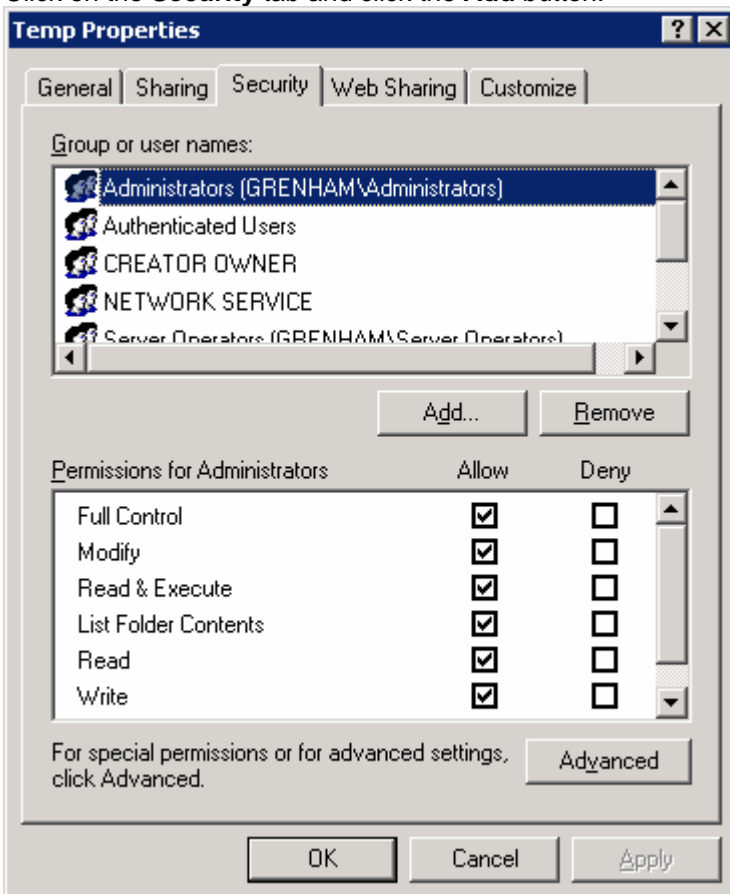 Click on the Security tab and click the Add button.
Temp Properties
General Sharing Security Web Sharing Customize
Group or user names:
Administrators (GRENHAM\Administrators)
Authenticated Users
CREATOR OWNER
NETWORK SERVICE
Server Operators (GRENHAM\Server Operators)
Add... Remove
Permissions for Administrators Allow Deny
Full Control
Modify
Read & Execute
List Folder Contents
Read
Write
For special permissions or for advanced settings,
click Advanced.
Advanced
OK Cancel Apply